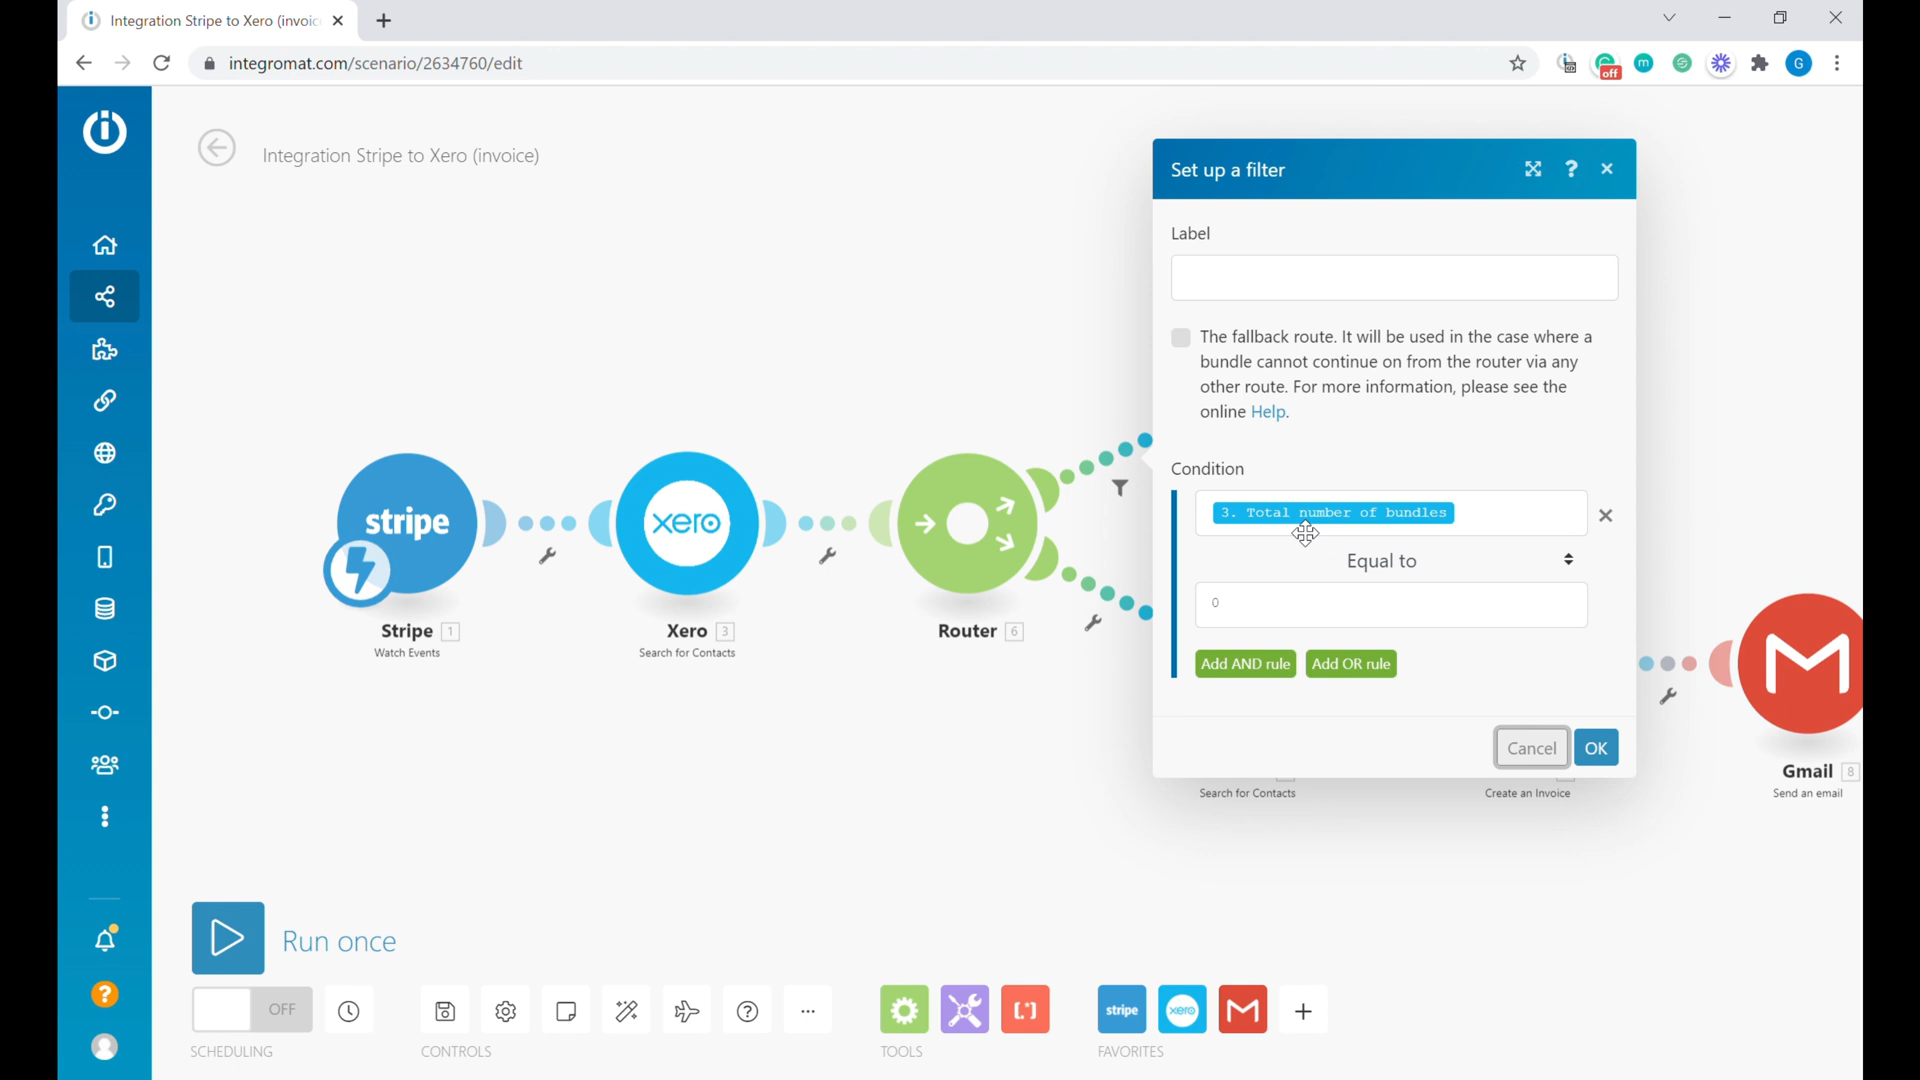 Integration Stripe to Xero (invoic
integromat.com/scenario/2634760/edit
off
G
Integration Stripe to Xero (invoice)
Set up a filter
Label
The fallback route. It will be used in the case where a
bundle cannot continue on from the router via any
other route. For more information, please see the
online Help.
Condition
3. Total number of bundles
Equal to
0
Add AND rule
Add OR rule
Cancel
OK
stripe
xero
Stripe 1
Watch Events
Xero 3
Search for Contacts
Router 6
Search for Contacts
Create an Invoice
Gmail 8
Send an email
Run once
OFF
SCHEDULING
CONTROLS
TOOLS
stripe
xero
FAVORITES